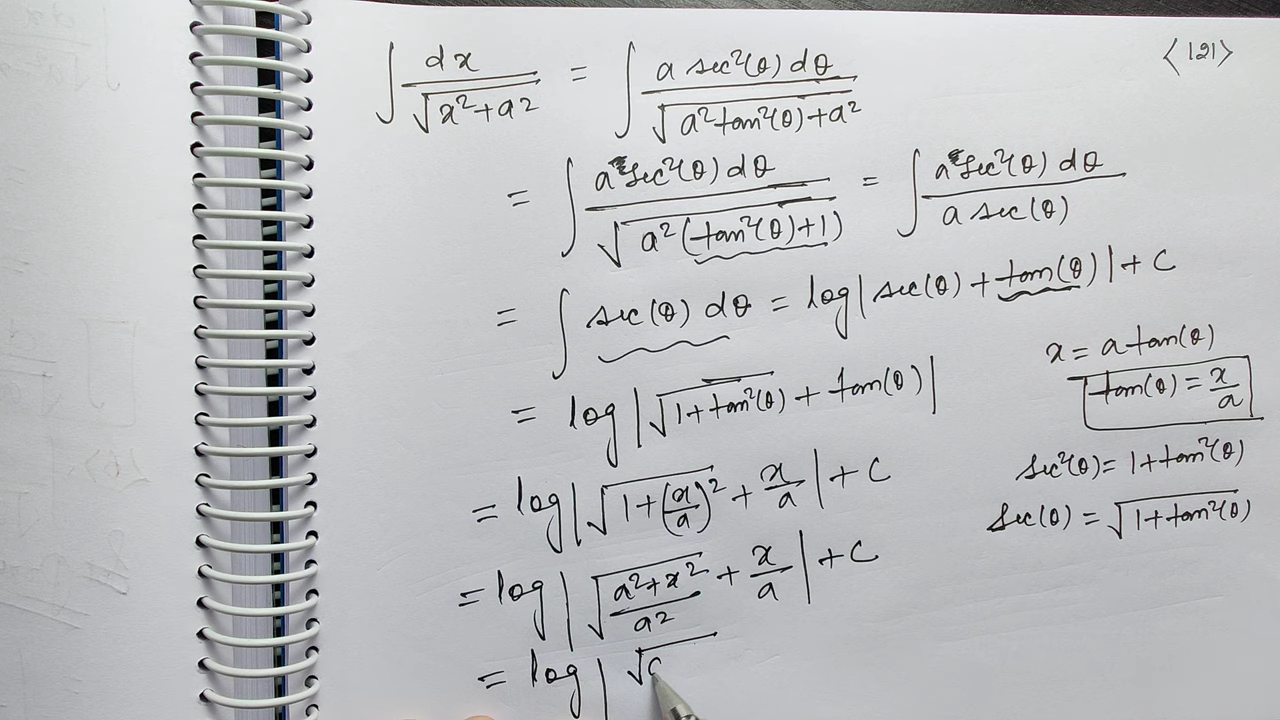 <121>
∫ dx / √(x²+a²) = ∫ a sec²(θ) dθ / √(a² tan²(θ)+a²)
= ∫ a sec²(θ) dθ / √(a²(tan²(θ)+1)) = ∫ a sec²(θ) dθ / a sec(θ)
= ∫ sec(θ) dθ = log|sec(θ) + tan(θ)| + C
x = a tan(θ)
tan(θ) = x/a
= log|√(1+tan²(θ)) + tan(θ)|
sec²(θ) = 1+tan²(θ)
= log|√(1+(x/a)²) + x/a| + C
sec(θ) = √(1+tan²(θ))
= log|√((a²+x²)/a²) + x/a| + C
= log|√